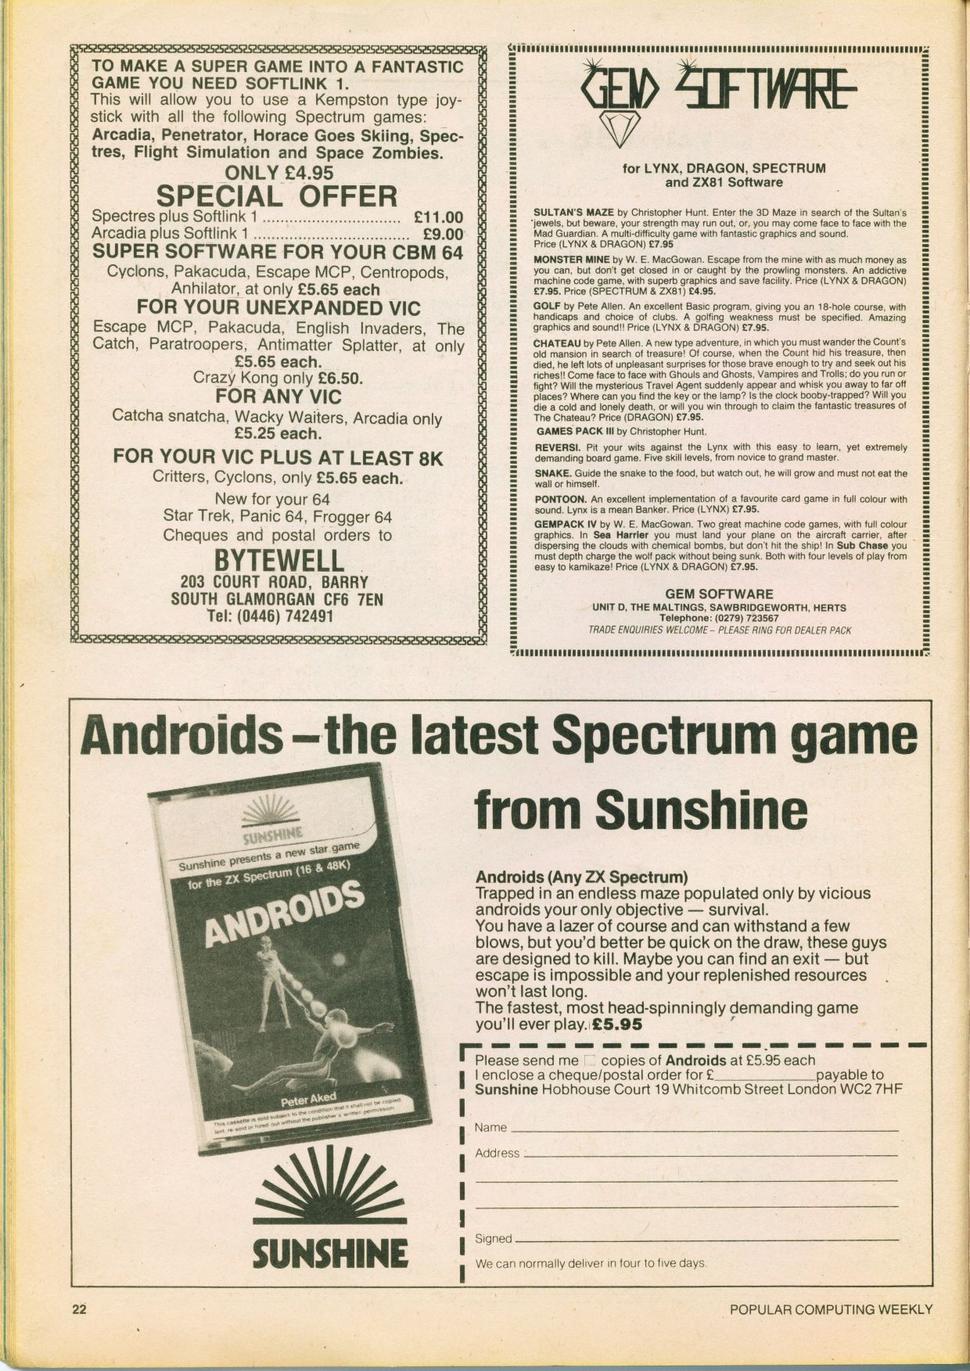 TO MAKE A SUPER GAME INTO A FANTASTIC
GAME YOU NEED SOFTLINK 1.
This will allow you to use a Kempston type joy-
stick with all the following Spectrum games:
Arcadia, Penetrator, Horace Goes Skiing, Spec-
tres, Flight Simulation and Space Zombies.
ONLY £4.95
SPECIAL OFFER
Spectres plus Softlink 1 .............................. £11.00
Arcadia plus Softlink 1 ................................ £9.00
SUPER SOFTWARE FOR YOUR CBM 64
Cyclons, Pakacuda, Escape MCP, Centropods,
Anhilator, at only £5.65 each
FOR YOUR UNEXPANDED VIC
Escape MCP, Pakacuda, English Invaders, The
Catch, Paratroopers, Antimatter Splatter, at only
£5.65 each.
Crazy Kong only £6.50.
FOR ANY VIC
Catcha snatcha, Wacky Waiters, Arcadia only
£5.25 each.
FOR YOUR VIC PLUS AT LEAST 8K
Critters, Cyclons, only £5.65 each.
New for your 64
Star Trek, Panic 64, Frogger 64
Cheques and postal orders to
BYTEWELL
203 COURT ROAD, BARRY
SOUTH GLAMORGAN CF6 7EN
Tel: (0446) 742491
GEM SOFTWARE
for LYNX, DRAGON, SPECTRUM
and ZX81 Software
SULTAN'S MAZE by Christopher Hunt. Enter the 3D Maze in search of the Sultan's
jewels, but beware, your strength may run out, or, you may come face to face with the
Mad Guardian. A multi-difficulty game with fantastic graphics and sound.
Price (LYNX & DRAGON) £7.95
MONSTER MINE by W. E. MacGowan. Escape from the mine with as much money as
you can, but don't get closed in or caught by the prowling monsters. An addictive
machine code game, with superb graphics and save facility. Price (LYNX & DRAGON)
£7.95. Price (SPECTRUM & ZX81) £4.95.
GOLF by Pete Allen. An excellent Basic program, giving you an 18-hole course, with
handicaps and choice of clubs. A golfing weakness must be specified. Amazing
graphics and sound!! Price (LYNX & DRAGON) £7.95.
CHATEAU by Pete Allen. A new type adventure, in which you must wander the Count's
old mansion in search of treasure! Of course, when the Count hid his treasure, then
died, he left lots of unpleasant surprises for those brave enough to try and seek out his
riches!! Come face to face with Ghouls and Ghosts, Vampires and Trolls; do you run or
fight? Will the mysterious Travel Agent suddenly appear and whisk you away to far off
places? Where can you find the key or the lamp? Is the clock booby-trapped? Will you
die a cold and lonely death, or will you win through to claim the fantastic treasures of
The Chateau? Price (DRAGON) £7.95.
GAMES PACK III by Christopher Hunt.
REVERSI. Pit your wits against the Lynx with this easy to learn, yet extremely
demanding board game. Five skill levels, from novice to grand master.
SNAKE. Guide the snake to the food, but watch out, he will grow and must not eat the
wall or himself.
PONTOON. An excellent implementation of a favourite card game in full colour with
sound. Lynx is a mean Banker. Price (LYNX) £7.95.
GEMPACK IV by W. E. MacGowan. Two great machine code games, with full colour
graphics. In Sea Harrier you must land your plane on the aircraft carrier, after
dispersing the clouds with chemical bombs, but don't hit the ship! In Sub Chase you
must depth charge the wolf pack without being sunk. Both with four levels of play from
easy to kamikaze! Price (LYNX & DRAGON) £7.95.
GEM SOFTWARE
UNIT D, THE MALTINGS, SAWBRIDGEWORTH, HERTS
Telephone: (0279) 723567
TRADE ENQUIRIES WELCOME – PLEASE RING FOR DEALER PACK
Androids – the latest Spectrum game
from Sunshine
SUNSHINE
Sunshine presents a new star game
for the ZX Spectrum (16 & 48K)
ANDROIDS
Peter Aked
This cassette is sold subject to the condition that it shall not be copied,
lent, re-sold or hired out without the publisher's written permission.
SUNSHINE
Androids (Any ZX Spectrum)
Trapped in an endless maze populated only by vicious
androids your only objective — survival.
You have a lazer of course and can withstand a few
blows, but you'd better be quick on the draw, these guys
are designed to kill. Maybe you can find an exit — but
escape is impossible and your replenished resources
won't last long.
The fastest, most head-spinningly demanding game
you'll ever play. £5.95
Please send me copies of Androids at £5.95 each
I enclose a cheque/postal order for £____________payable to
Sunshine Hobhouse Court 19 Whitcomb Street London WC2 7HF
Name
Address
Signed
We can normally deliver in four to five days.
22
POPULAR COMPUTING WEEKLY